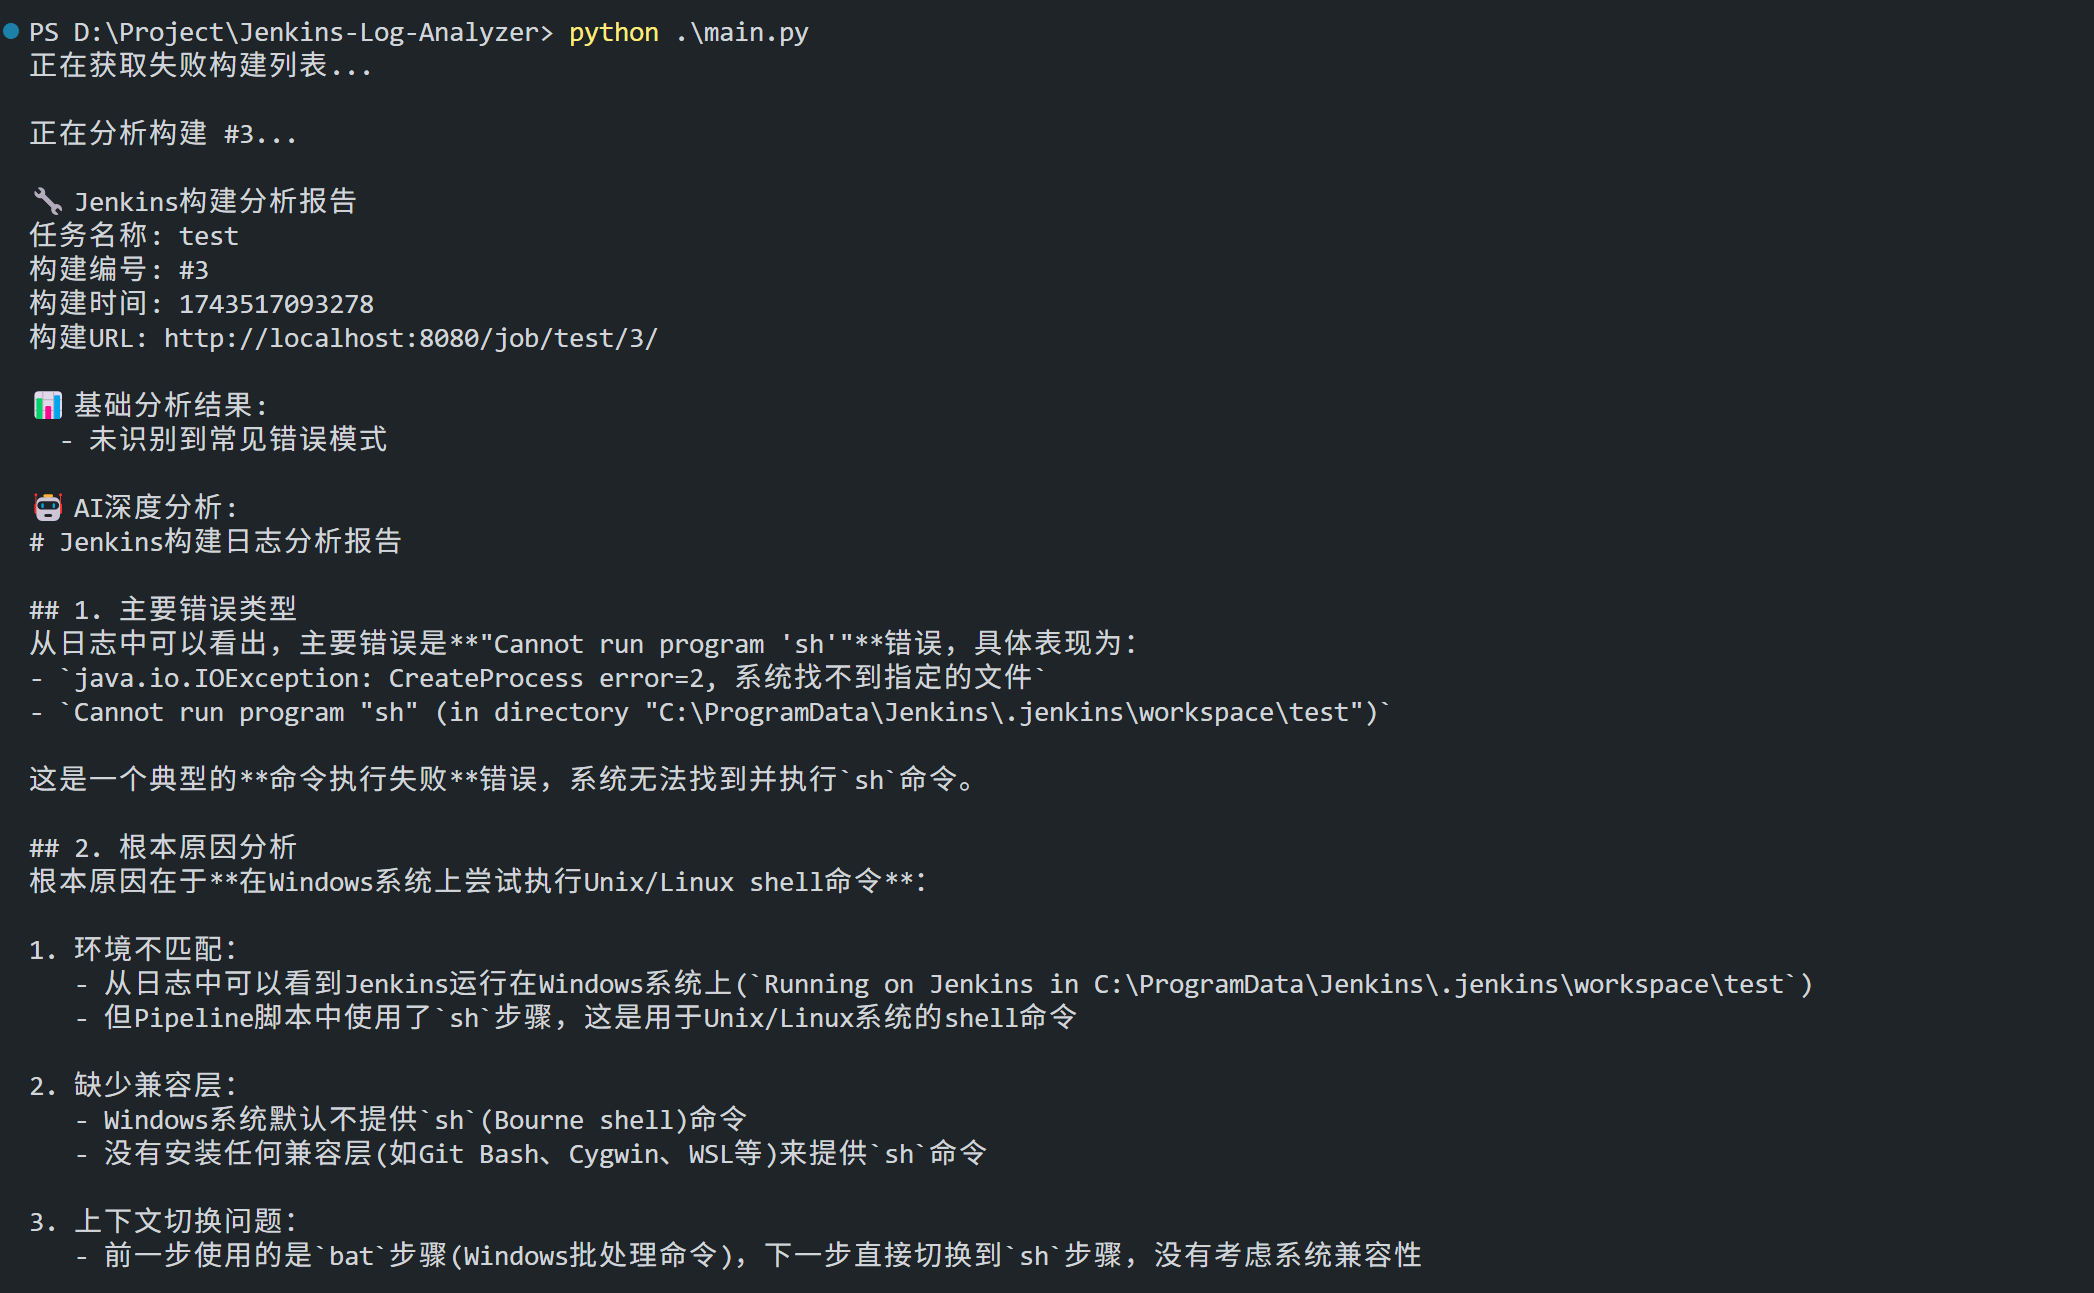 PS D:\Project\Jenkins-Log-Analyzer> python .\main.py
正在获取失败构建列表...
正在分析构建 #3...
🔧 Jenkins构建分析报告
任务名称: test
构建编号: #3
构建时间: 1743517093278
构建URL: http://localhost:8080/job/test/3/
📊 基础分析结果:
  - 未识别到常见错误模式
🤖 AI深度分析:
# Jenkins构建日志分析报告
## 1. 主要错误类型
从日志中可以看出，主要错误是**"Cannot run program 'sh'"**错误，具体表现为：
- `java.io.IOException: CreateProcess error=2, 系统找不到指定的文件`
- `Cannot run program "sh" (in directory "C:\ProgramData\Jenkins\.jenkins\workspace\test")`
这是一个典型的**命令执行失败**错误，系统无法找到并执行`sh`命令。
## 2. 根本原因分析
根本原因在于**在Windows系统上尝试执行Unix/Linux shell命令**：
1. 环境不匹配：
   - 从日志中可以看到Jenkins运行在Windows系统上(`Running on Jenkins in C:\ProgramData\Jenkins\.jenkins\workspace\test`)
   - 但Pipeline脚本中使用了`sh`步骤，这是用于Unix/Linux系统的shell命令
2. 缺少兼容层：
   - Windows系统默认不提供`sh`(Bourne shell)命令
   - 没有安装任何兼容层(如Git Bash、Cygwin、WSL等)来提供`sh`命令
3. 上下文切换问题：
   - 前一步使用的是`bat`步骤(Windows批处理命令)，下一步直接切换到`sh`步骤，没有考虑系统兼容性